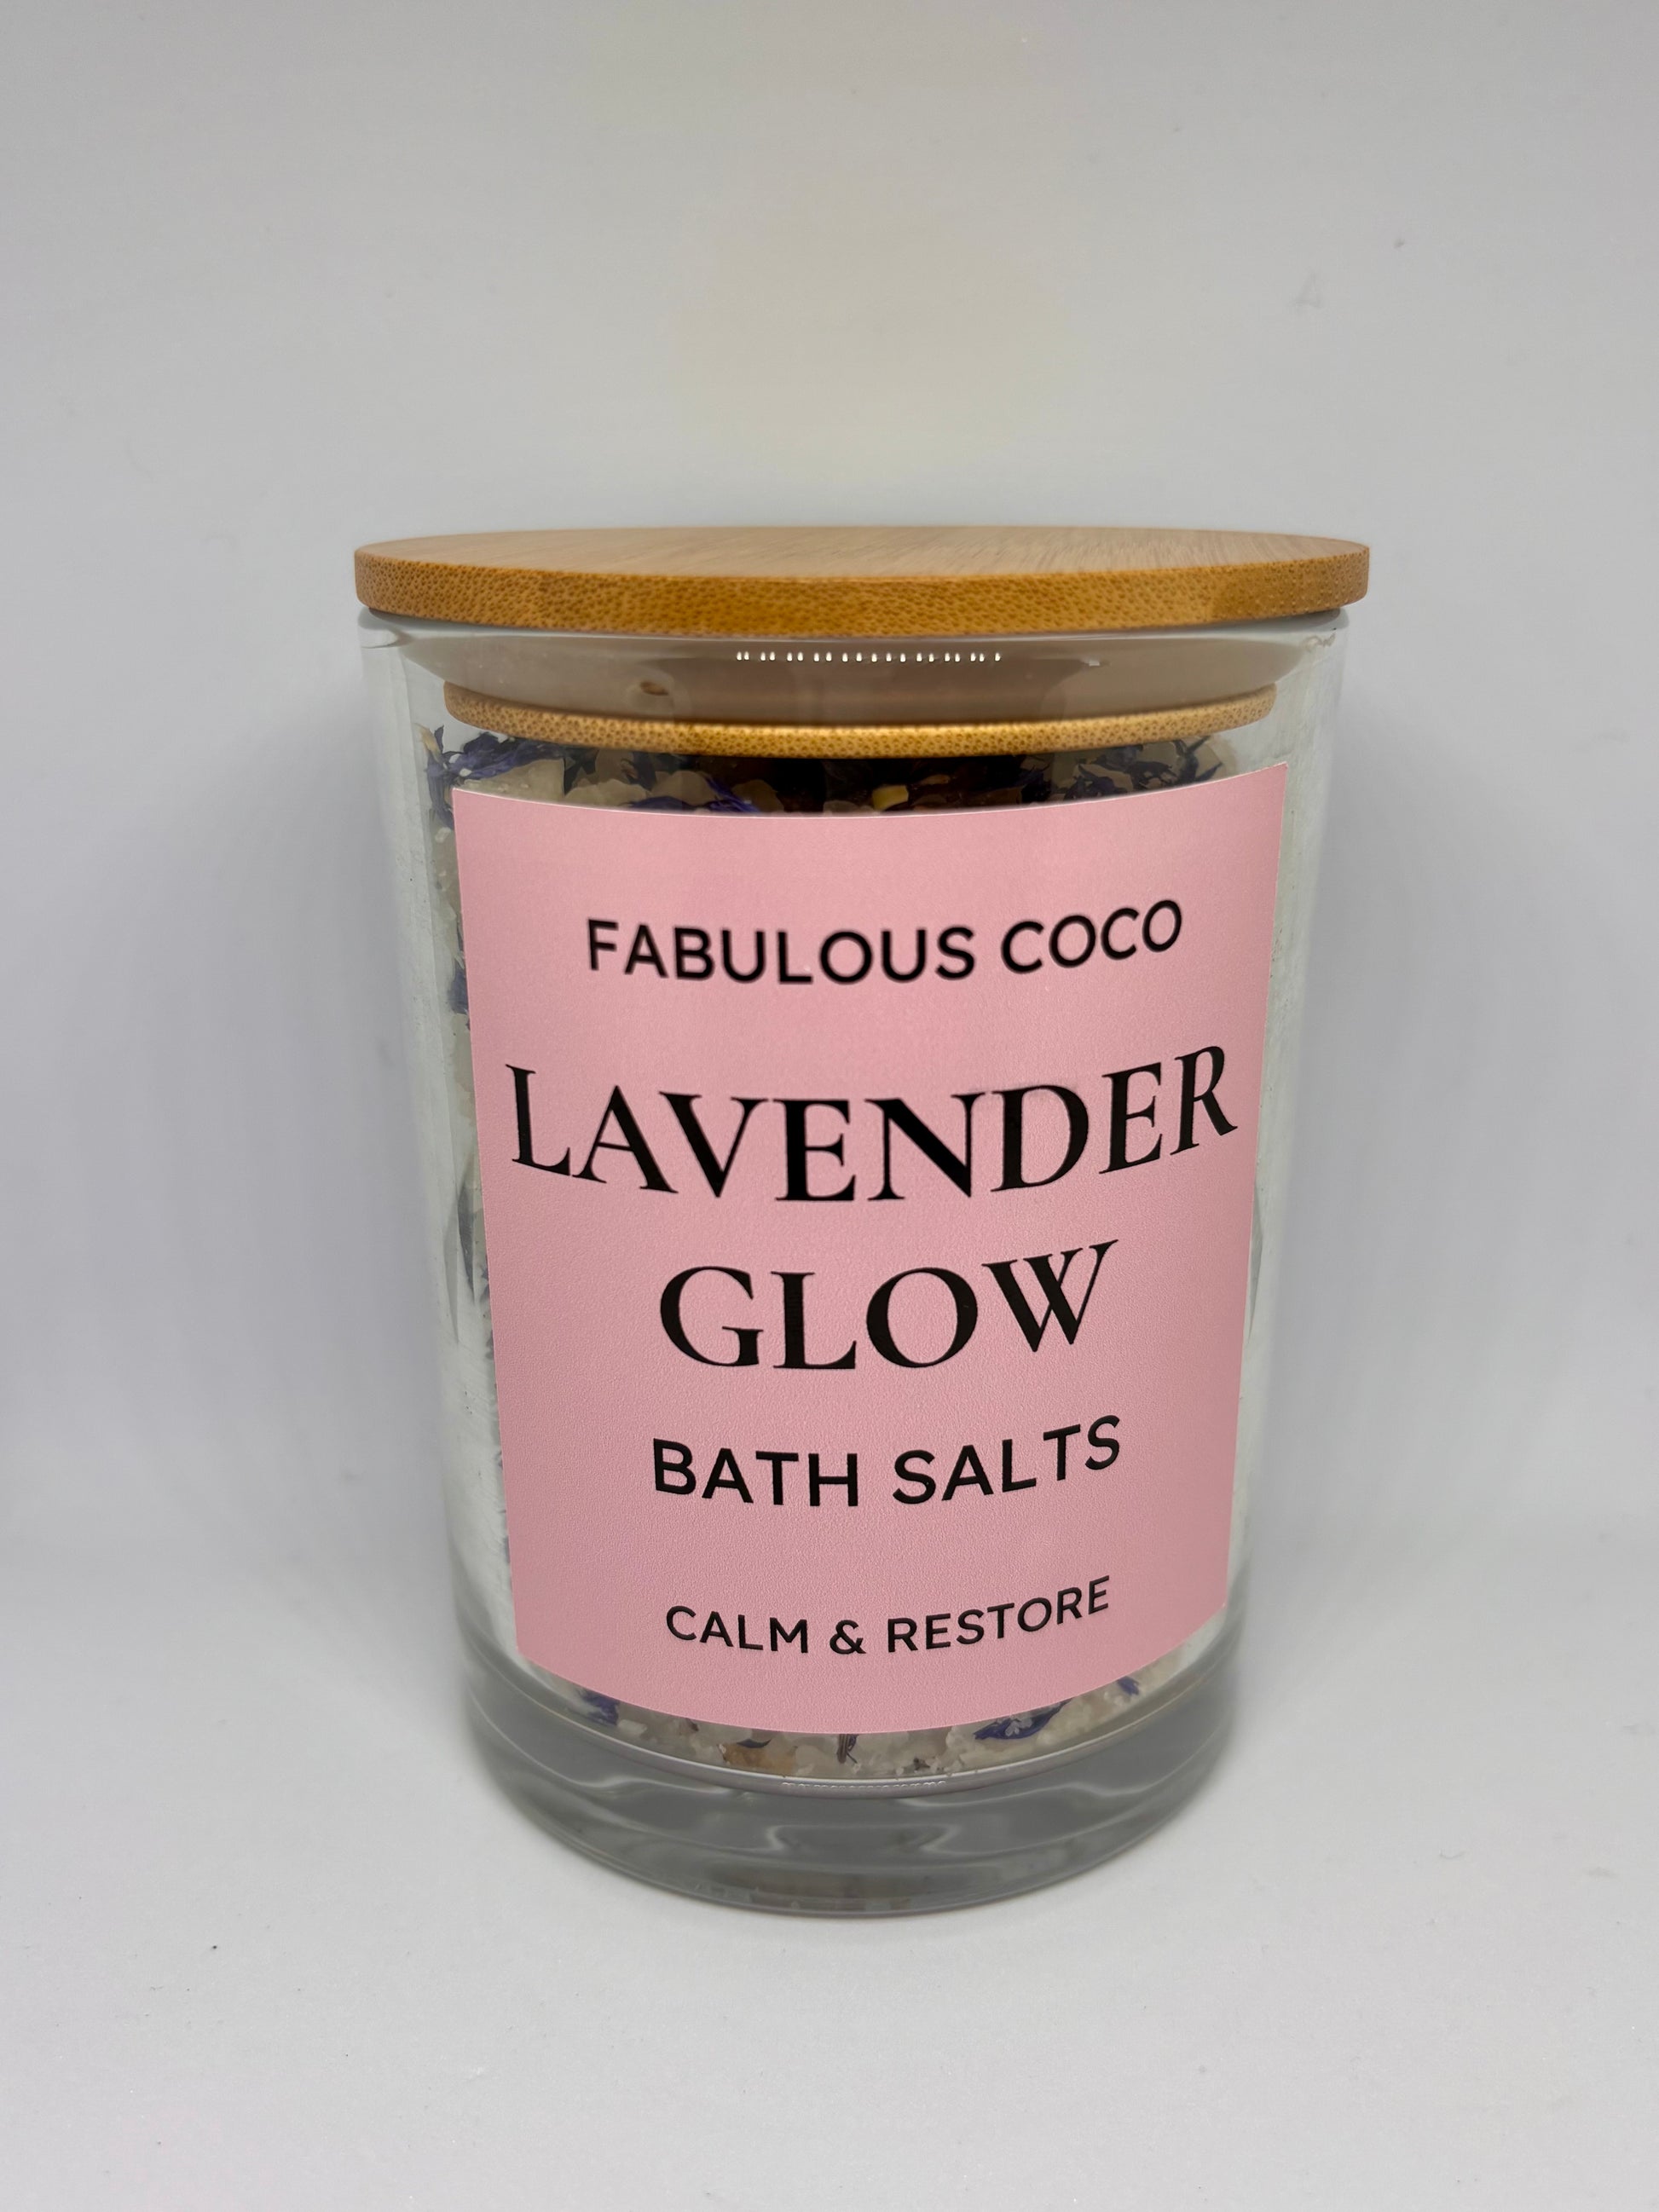 FABULOUS COCO
LAVENDER
GLOW
BATH SALTS
CALM & RESTORE